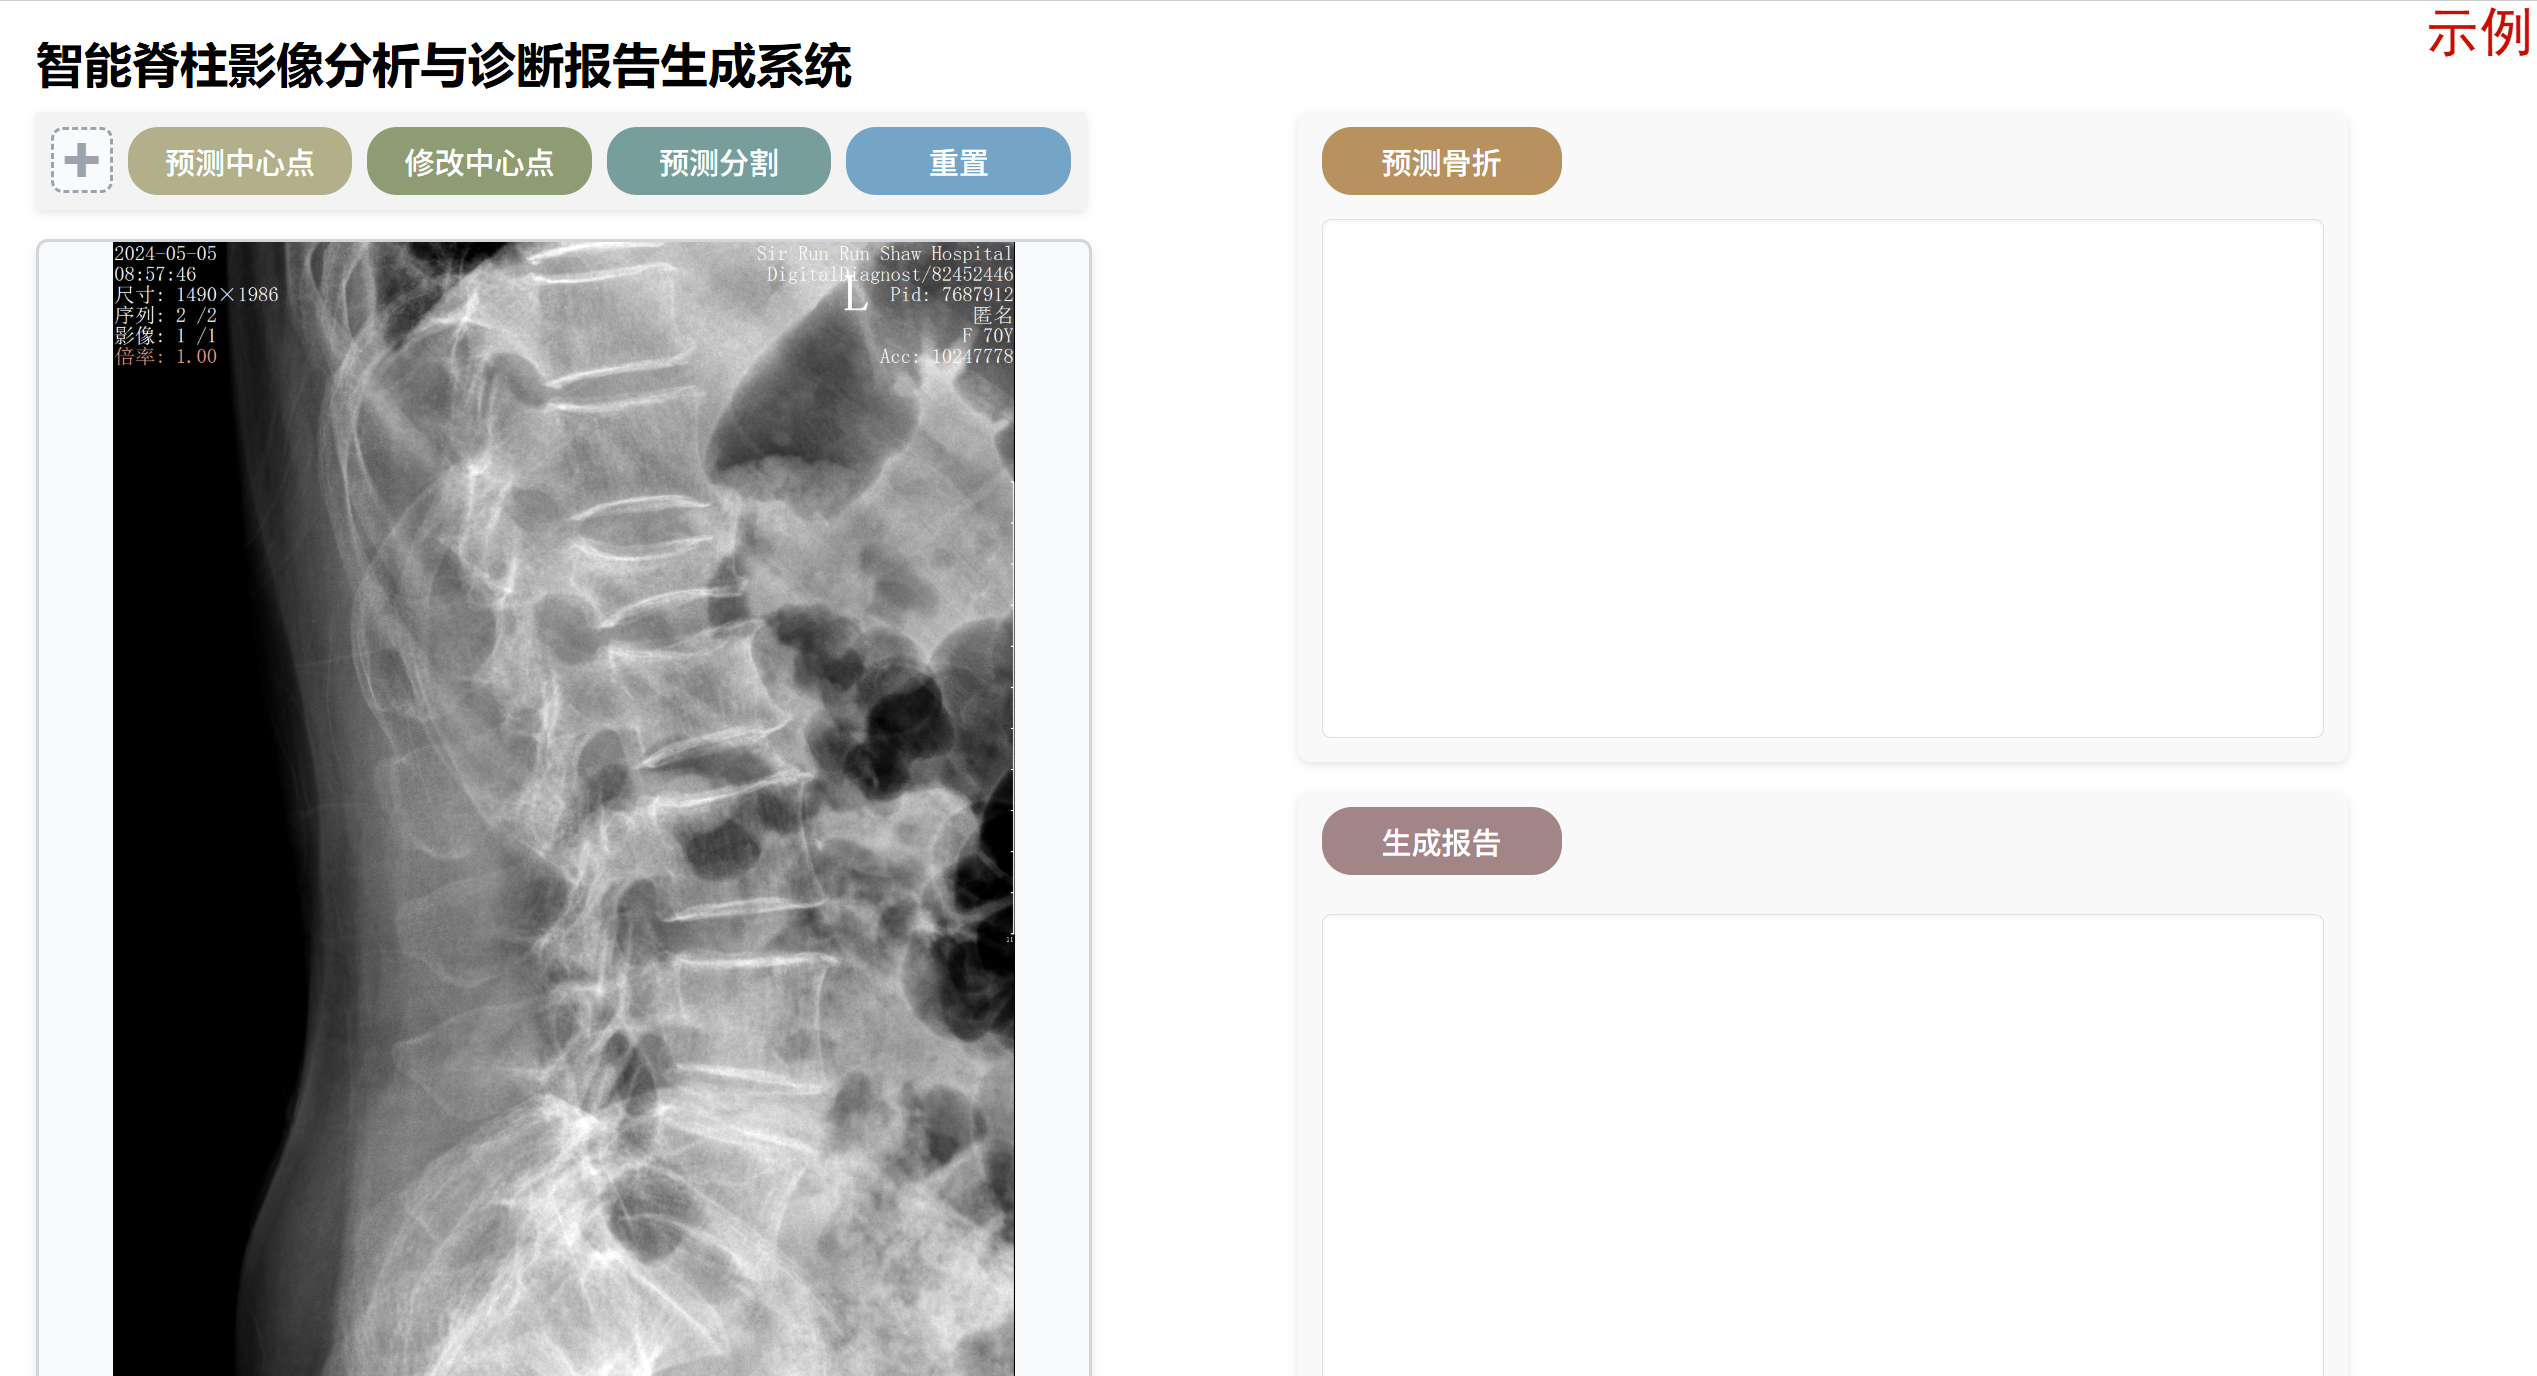 示例
智能脊柱影像分析与诊断报告生成系统
预测中心点
修改中心点
预测分割
重置
2024-05-05
08:57:46
尺寸: 1490×1986
序列: 2 /2
影像: 1 /1
倍率: 1.00
Sir Run Run Shaw Hospital
DigitalDiagnost/82452446
Pid: 7687912
匿名
F 70Y
Acc: 10247778
L
预测骨折
生成报告